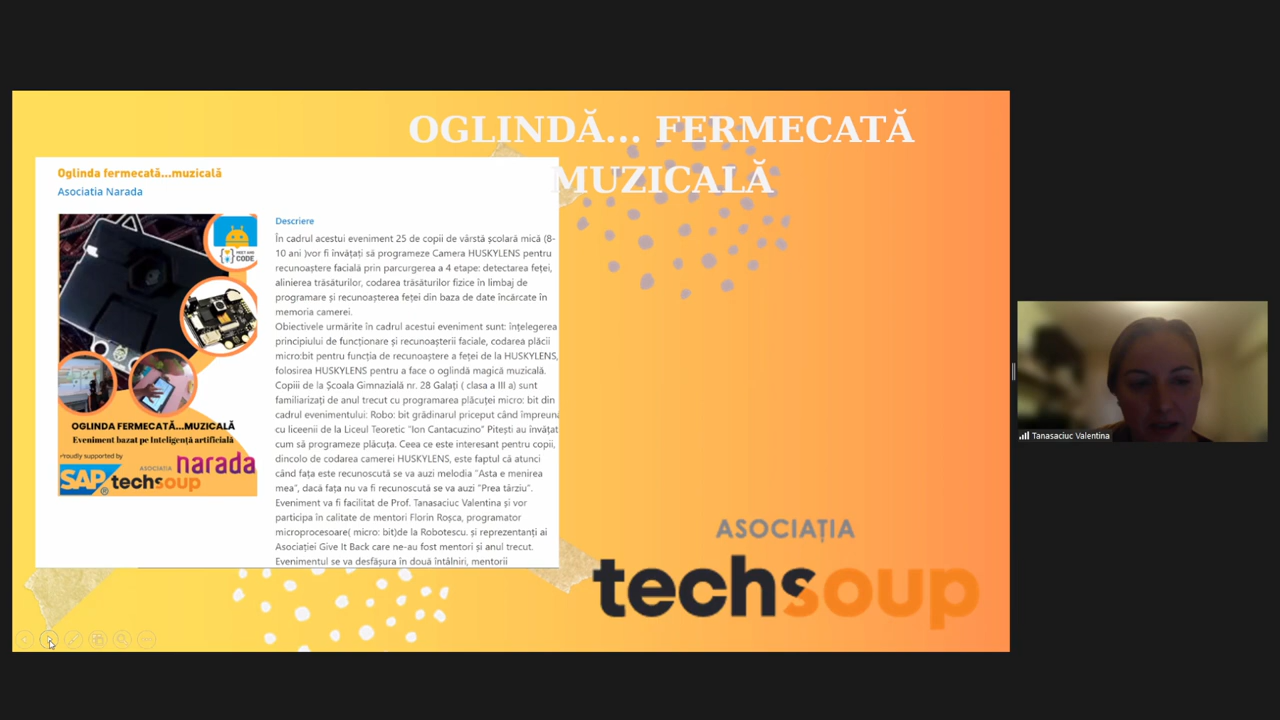 OGLINDĂ... FERMECATĂ
MUZICALĂ
Oglinda fermecată...muzicală
Asociatia Narada
Descriere
În cadrul acestui eveniment 25 de copii de vârstă școlară mică (8-
10 ani )vor fi învățați să programeze Camera HUSKYLENS pentru
recunoaștere facială prin parcurgerea a 4 etape: detectarea feței,
alinierea trăsăturilor, codarea trăsăturilor fizice în limbaj de
programare și recunoașterea feței din baza de date încărcate în
memoria camerei.
Obiectivele urmărite în cadrul acestui eveniment sunt: înțelegerea
principiului de funcționare și recunoașterii faciale, codarea plăcii
micro:bit pentru funcția de recunoaștere a feței de la HUSKYLENS,
folosirea HUSKYLENS pentru a face o oglindă magică muzicală.
Copiii de la Școala Gimnazială nr. 28 Galați ( clasa a III a) sunt
familiarizați de anul trecut cu programarea plăcuței micro: bit din
cadrul evenimentului: Robo: bit grădinarul priceput când împreună
cu liceenii de la Liceul Teoretic "Ion Cantacuzino" Pitești au învățat
cum să programeze plăcuța. Ceea ce este interesant pentru copii,
dincolo de codarea camerei HUSKYLENS, este faptul că atunci
când fața este recunoscută se va auzi melodia "Asta e menirea
mea", dacă fața nu va fi recunoscută se va auzi "Prea târziu".
Eveniment va fi facilitat de Prof. Tanasaciuc Valentina și vor
participa în calitate de mentori Florin Roșca, programator
microprocesoare( micro: bit)de la Robotescu. și reprezentanți ai
Asociației Give It Back care ne-au fost mentori și anul trecut.
Evenimentul se va desfășura în două întâlniri, mentorii
MEET AND
CODE
OGLINDA FERMECATĂ...MUZICALĂ
Eveniment bazat pe Inteligență artificială
Proudly supported by
SAP
ASOCIAȚIA
techsoup
ASOCIAȚIA
narada
ASOCIAȚIA
techsoup
Tanasaciuc Valentina